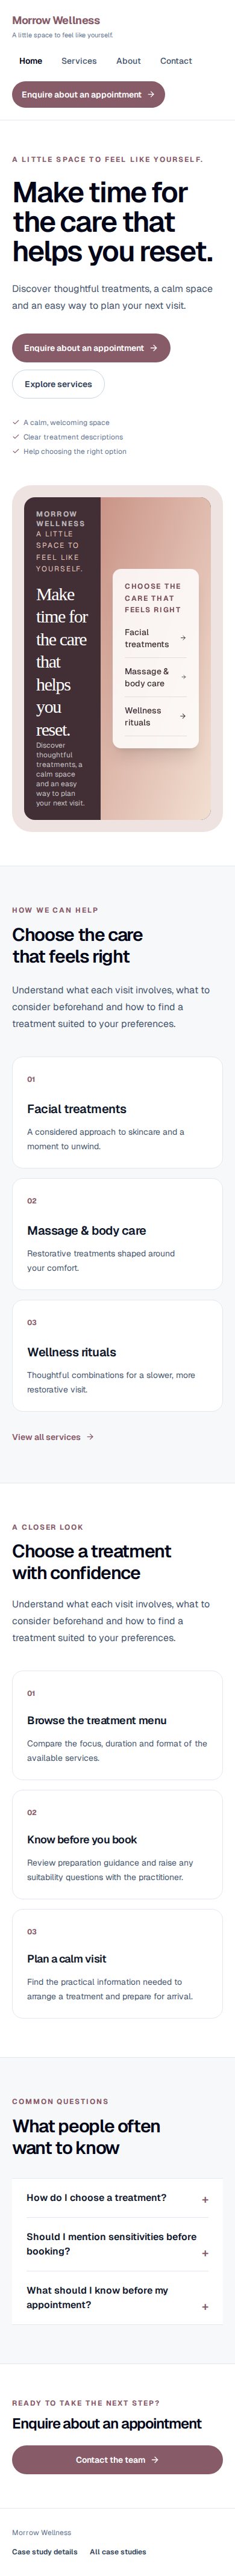 Morrow Wellness
A little space to feel like yourself.
Home Services About Contact
Enquire about an appointment →
A LITTLE SPACE TO FEEL LIKE YOURSELF.
Make time for
the care that
helps you reset.
Discover thoughtful treatments, a calm space
and an easy way to plan your next visit.
Enquire about an appointment →
Explore services
✓ A calm, welcoming space
✓ Clear treatment descriptions
✓ Help choosing the right option
MORROW
WELLNESS
A LITTLE
SPACE TO
FEEL LIKE
YOURSELF.
Make
time for
the care
that
helps
you
reset.
Discover
thoughtful
treatments, a
calm space
and an easy
way to plan
your next visit.
CHOOSE THE
CARE THAT
FEELS RIGHT
Facial
treatments →
Massage &
body care →
Wellness
rituals →
HOW WE CAN HELP
Choose the care
that feels right
Understand what each visit involves, what to
consider beforehand and how to find a
treatment suited to your preferences.
01
Facial treatments
A considered approach to skincare and a
moment to unwind.
02
Massage & body care
Restorative treatments shaped around
your comfort.
03
Wellness rituals
Thoughtful combinations for a slower, more
restorative visit.
View all services →
A CLOSER LOOK
Choose a treatment
with confidence
Understand what each visit involves, what to
consider beforehand and how to find a
treatment suited to your preferences.
01
Browse the treatment menu
Compare the focus, duration and format of the
available services.
02
Know before you book
Review preparation guidance and raise any
suitability questions with the practitioner.
03
Plan a calm visit
Find the practical information needed to
arrange a treatment and prepare for arrival.
COMMON QUESTIONS
What people often
want to know
How do I choose a treatment? +
Should I mention sensitivities before
booking? +
What should I know before my
appointment? +
READY TO TAKE THE NEXT STEP?
Enquire about an appointment
Contact the team →
Morrow Wellness
Case study details All case studies